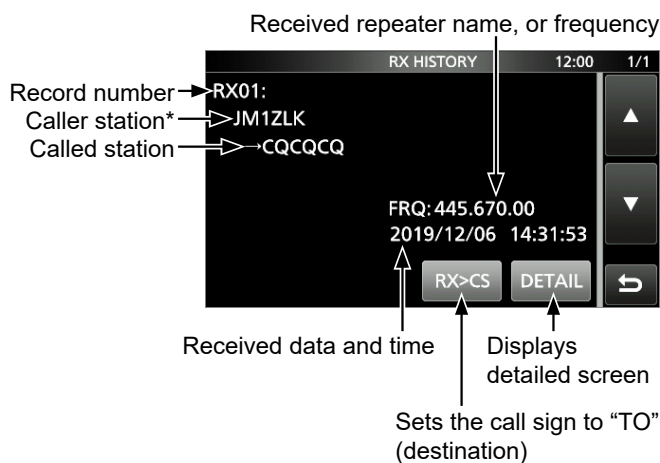 Received repeater name, or frequency
RX HISTORY 12:00 1/1
Record number
RX01:
Caller station*
JM1ZLK
Called station
→CQCQCQ
FRQ: 445.670.00
2019/12/06 14:31:53
RX>CS DETAIL
Received data and time
Displays
detailed screen
Sets the call sign to “TO”
(destination)